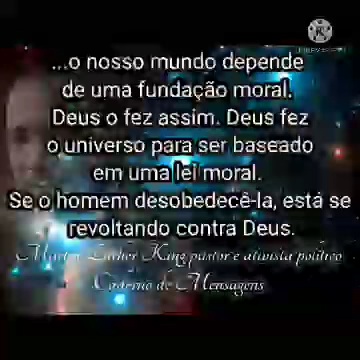 ...o nosso mundo depende
de uma fundação moral.
Deus o fez assim. Deus fez
o universo para ser baseado
em uma lei moral.
Se o homem desobedecê-la, está se
revoltando contra Deus.
Martin Luther King pastor e ativista político
Caderno de Mensagens